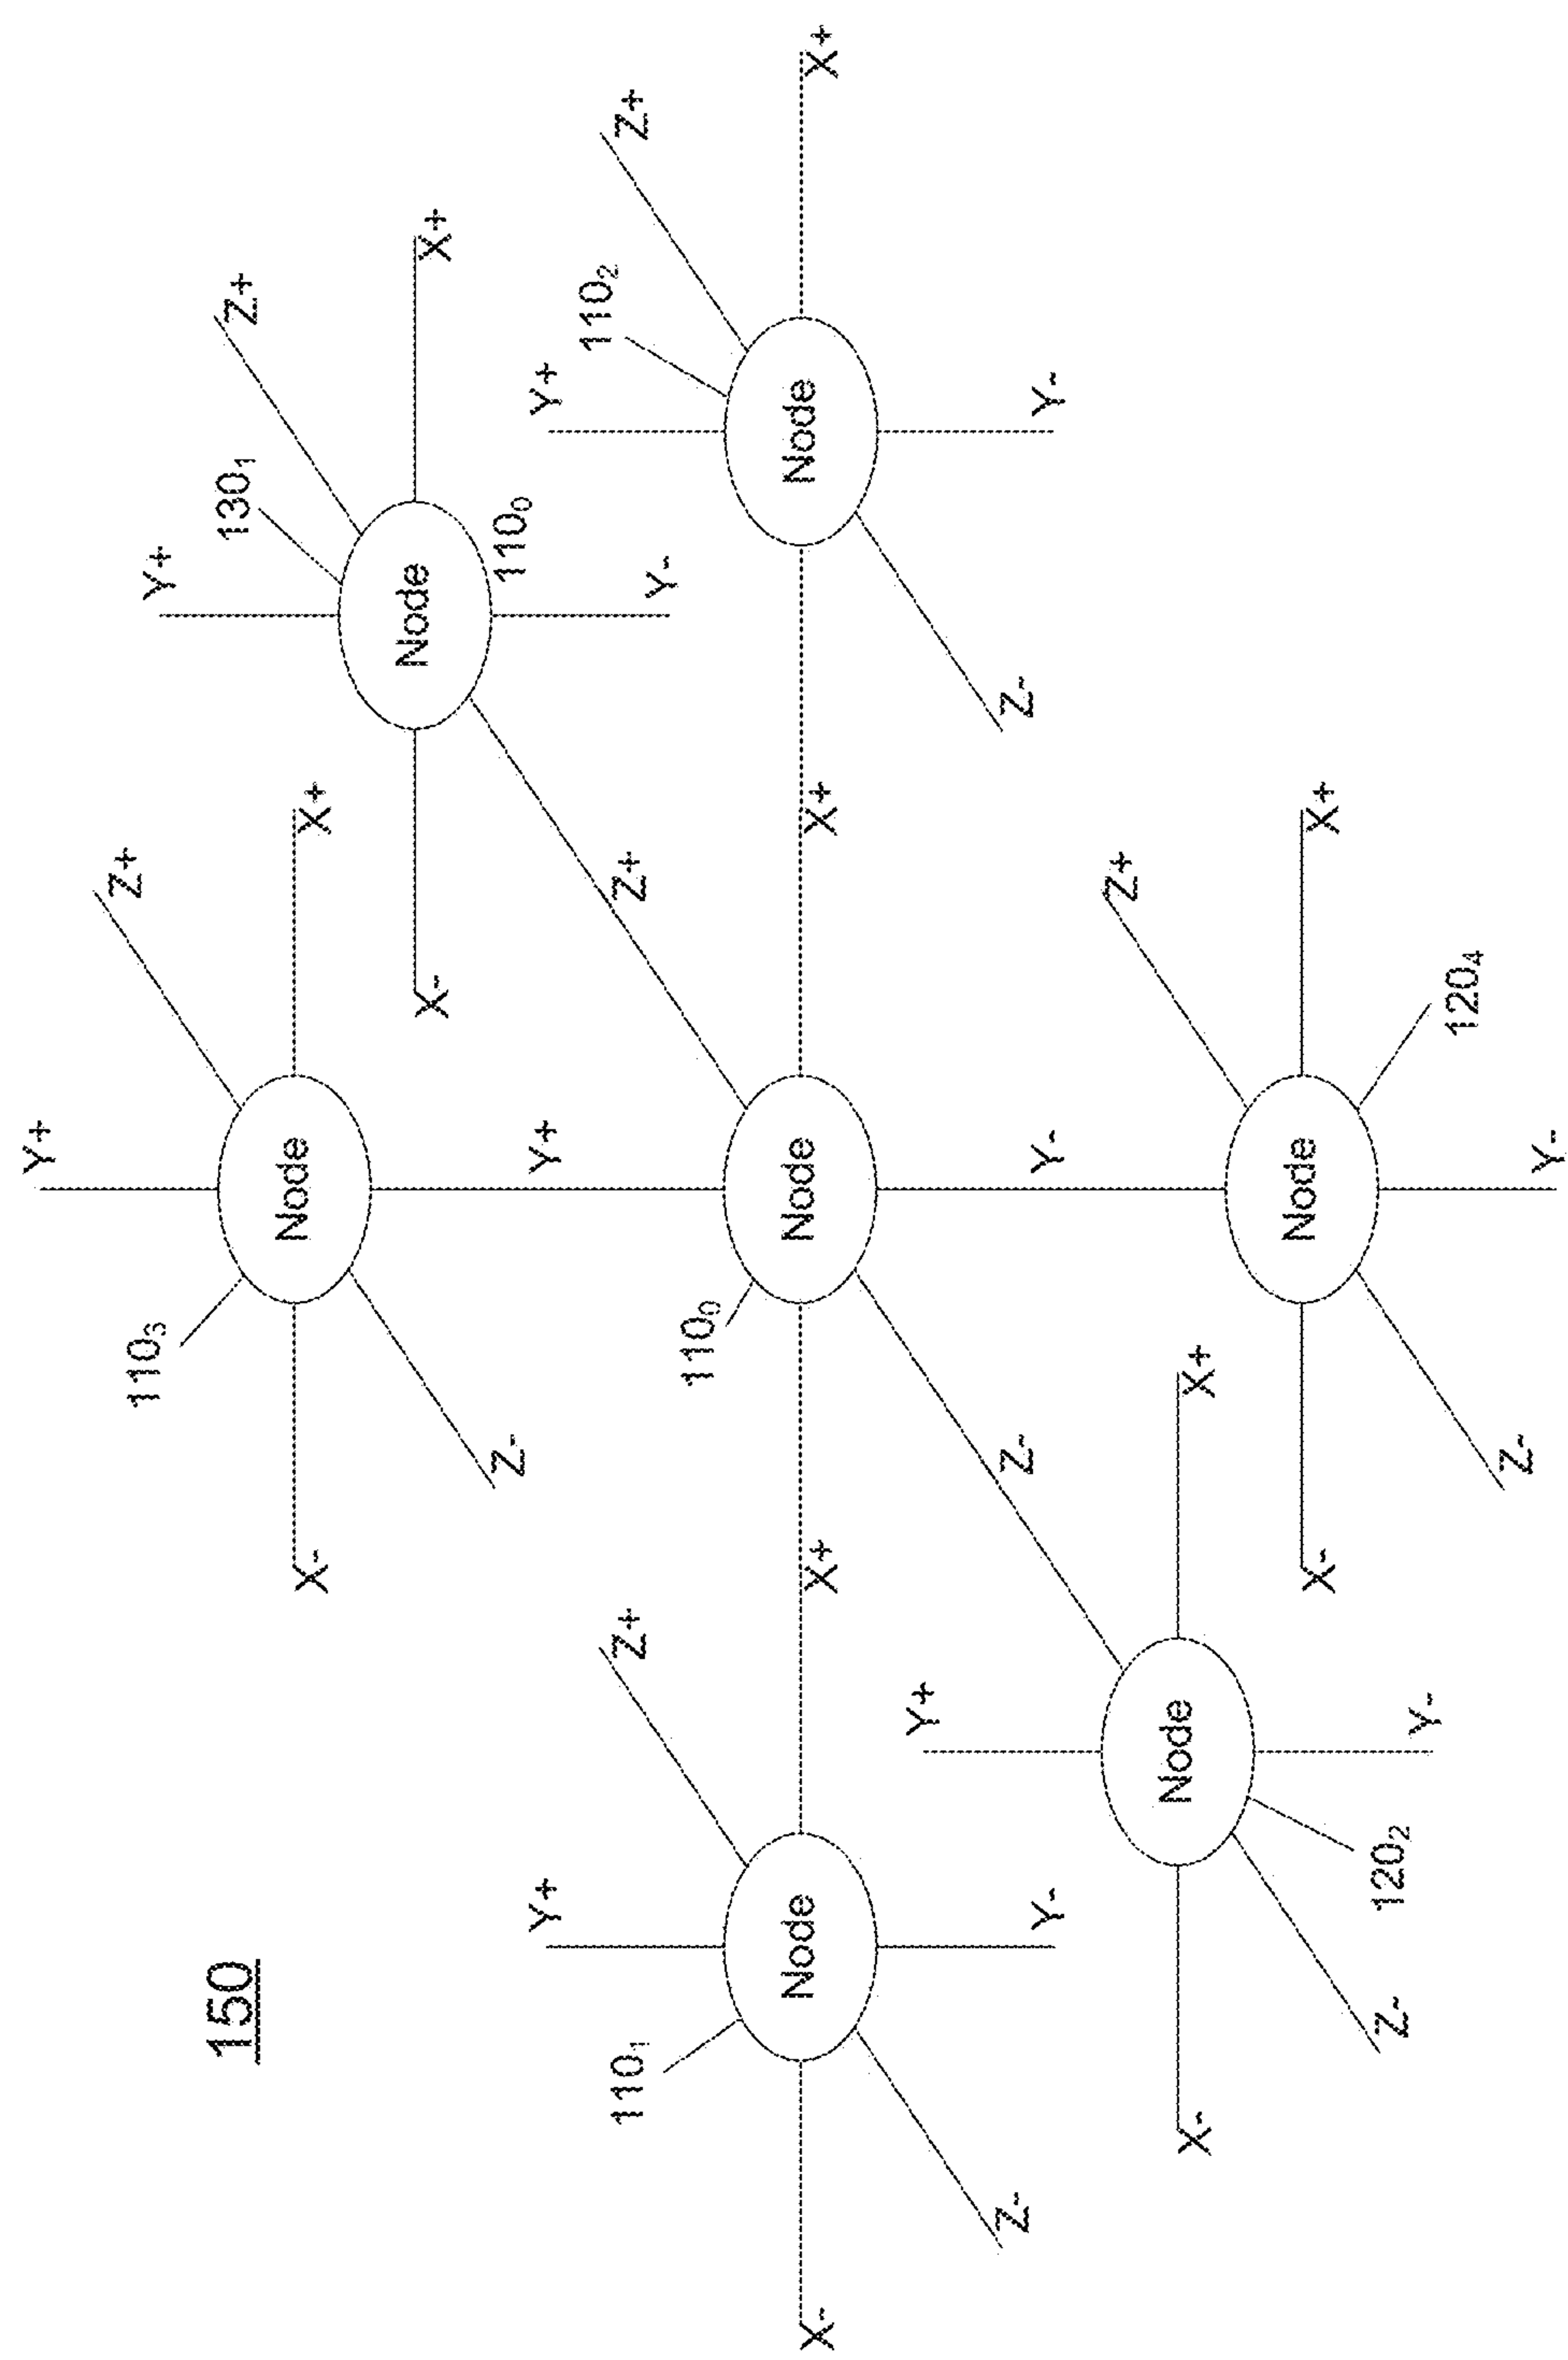 Y+
Z+
110₃
Y+
150
130₁
Z+
X-
Node
X+
X-
Node
X+
Z-
110₀
Y+
Y+
Y+
110₂
110₁
Z+
Z+
Z+
Y-
110₀
X-
Node
X+
Node
X+
Node
X+
Y+
Z-
Z-
Z-
Y-
Y-
Y-
Z+
X-
Node
X+
X-
Node
X+
Z-
120₂
Y-
120₄
Z-
Y-